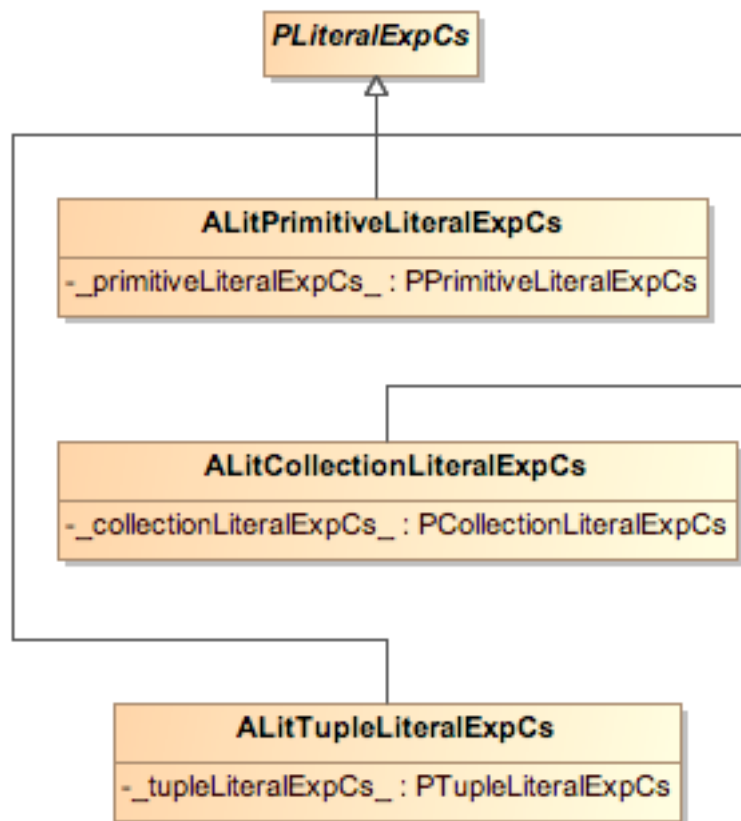 PLiteralExpCs
ALitPrimitiveLiteralExpCs
-_primitiveLiteralExpCs_ : PPrimitiveLiteralExpCs
ALitCollectionLiteralExpCs
-_collectionLiteralExpCs_ : PCollectionLiteralExpCs
ALitTupleLiteralExpCs
-_tupleLiteralExpCs_ : PTupleLiteralExpCs